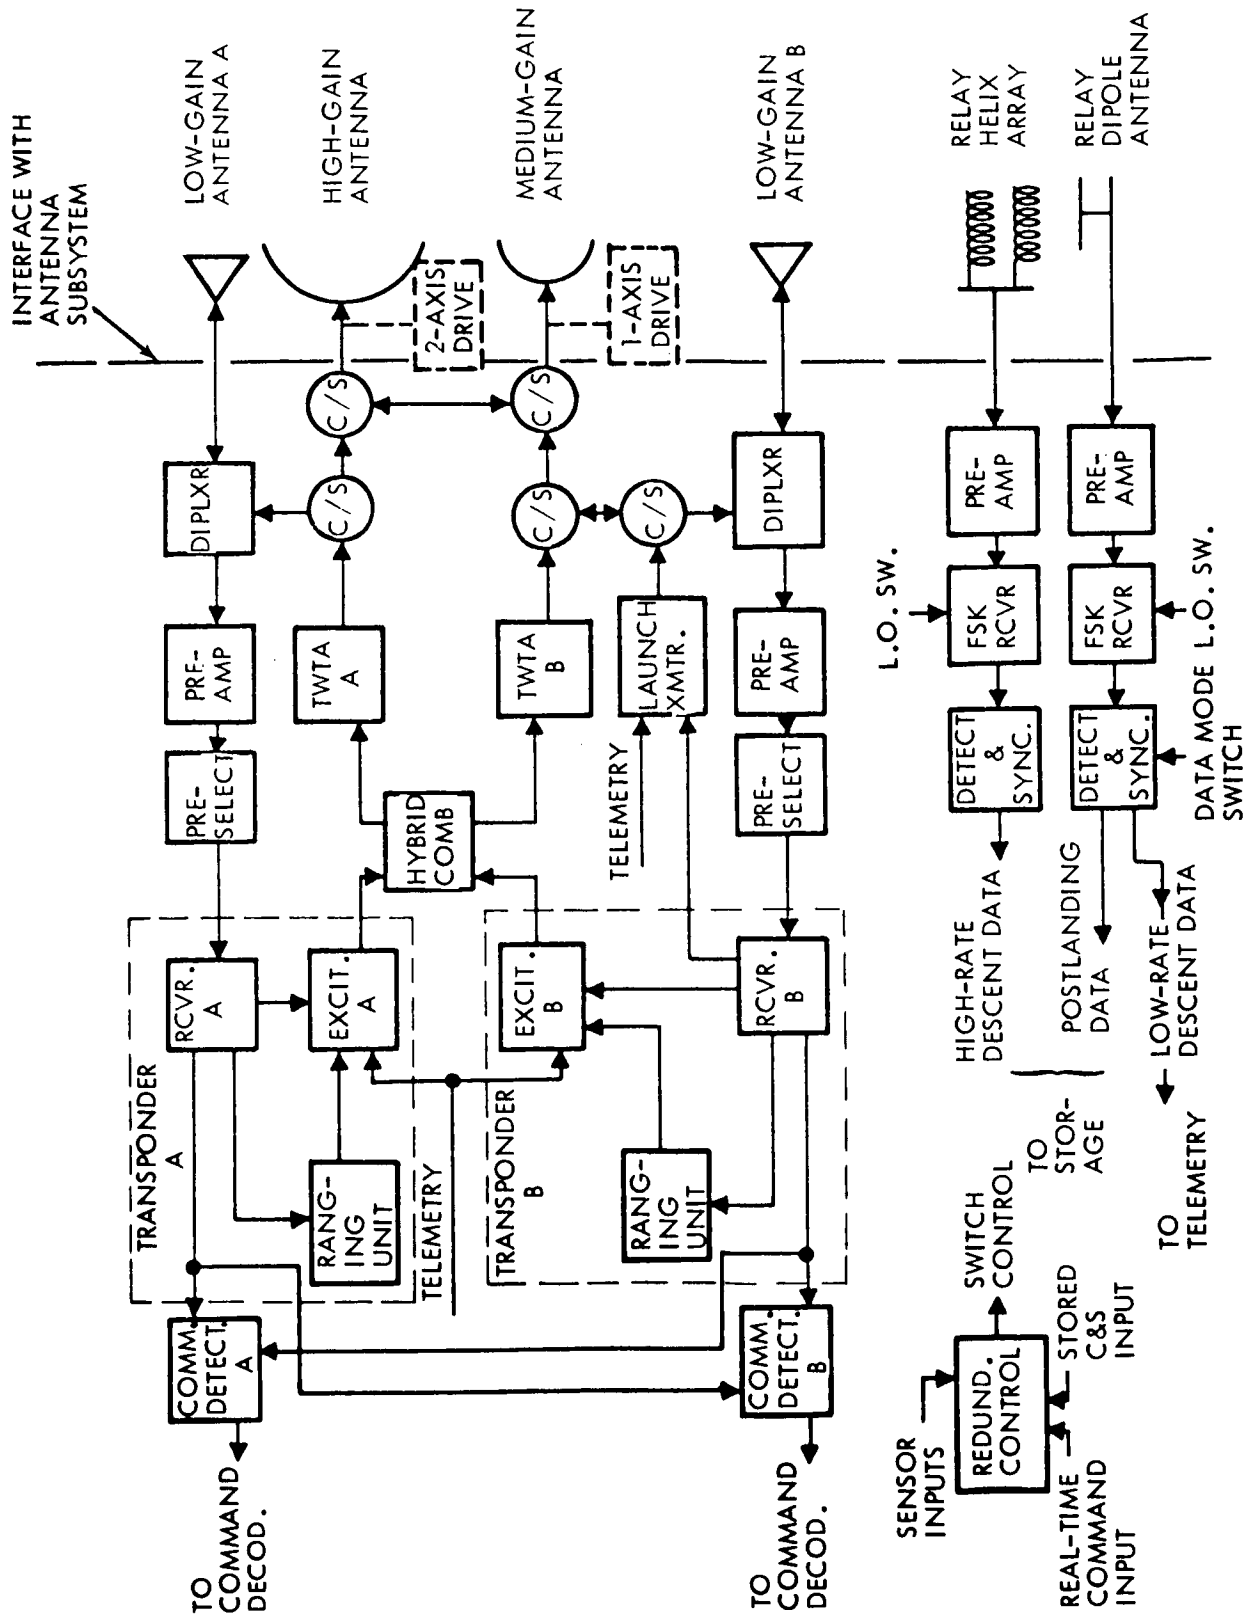 INTERFACE WITH
ANTENNA
SUBSYSTEM
LOW-GAIN
ANTENNA A
HIGH-GAIN
ANTENNA
MEDIUM-GAIN
ANTENNA
LOW-GAIN
ANTENNA B
RELAY
HELIX
ARRAY
RELAY
DIPOLE
ANTENNA
2-AXIS
DRIVE
1-AXIS
DRIVE
C/S
C/S
C/S
C/S
C/S
DIPLXR
DIPLXR
PRE-
AMP
PRE-
AMP
PRE-
AMP
PRE-
AMP
TWTA
A
TWTA
B
LAUNCH
XMTR.
L.O. SW.
FSK
RCVR
FSK
RCVR
L.O. SW.
PRE-
SELECT
PRE-
SELECT
HYBRID
COMB
TELEMETRY
DETECT
&
SYNC.
DETECT
&
SYNC.
DATA MODE
SWITCH
TRANSPONDER
A
RCVR.
A
EXCIT.
A
RANG-
ING
UNIT
TELEMETRY
TRANSPONDER
B
EXCIT.
B
RCVR.
B
RANG-
ING
UNIT
HIGH-RATE
DESCENT DATA
POSTLANDING
DATA
LOW-RATE
DESCENT DATA
TO
STOR-
AGE
TO
TELEMETRY
COMM.
DETECT.
A
COMM.
DETECT.
B
TO
COMMAND
DECOD.
TO
COMMAND
DECOD.
SENSOR
INPUTS
REDUND.
CONTROL
SWITCH
CONTROL
STORED
C&S
INPUT
REAL-TIME
COMMAND
INPUT